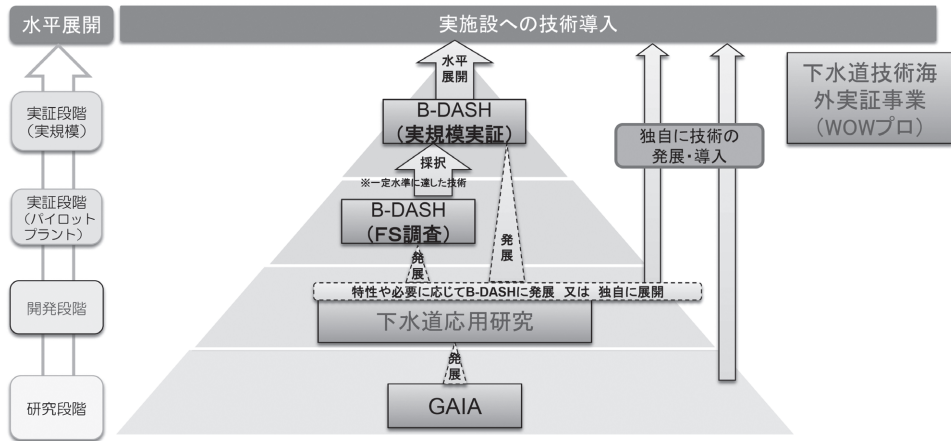 水平展開
実施設への技術導入
水平
展開
下水道技術海
外実証事業
(WOWプロ)
実証段階
(実規模)
B-DASH
(実規模実証)
独自に技術の
発展・導入
採択
※一定水準に達した技術
実証段階
(パイロット
プラント)
B-DASH
(FS調査)
発展
発展
特性や必要に応じてB-DASHに発展 又は 独自に展開
開発段階
下水道応用研究
発展
研究段階
GAIA